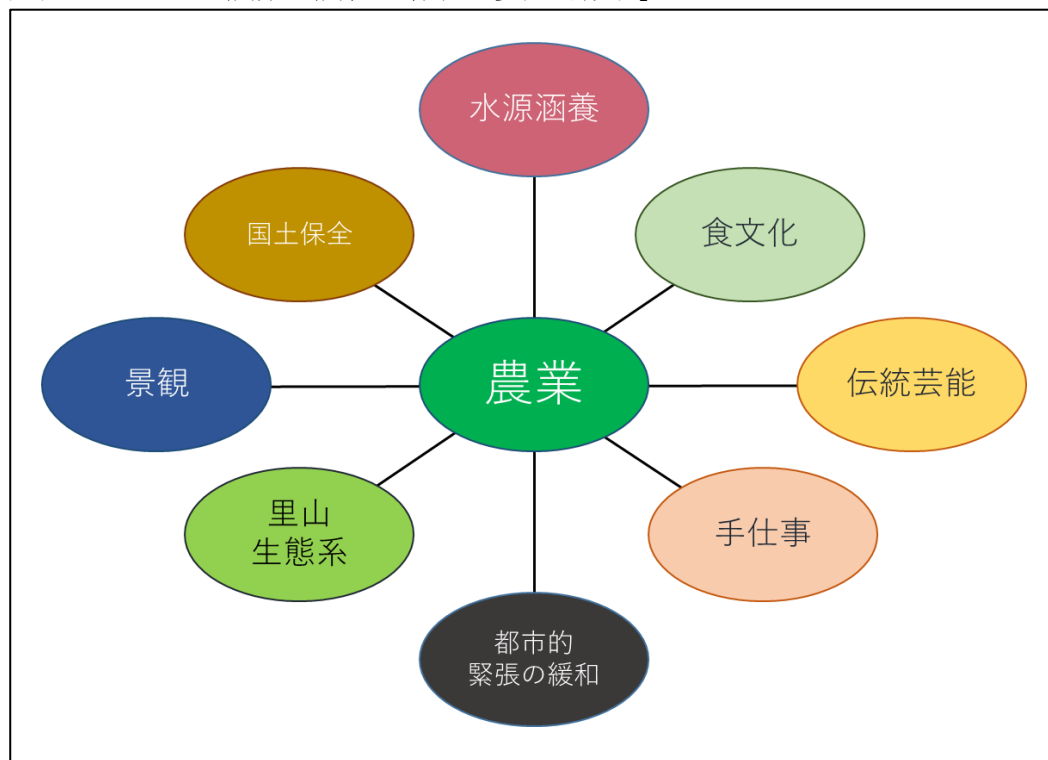 水源涵養
国土保全
食文化
景観
農業
伝統芸能
里山
生態系
手仕事
都市的
緊張の緩和